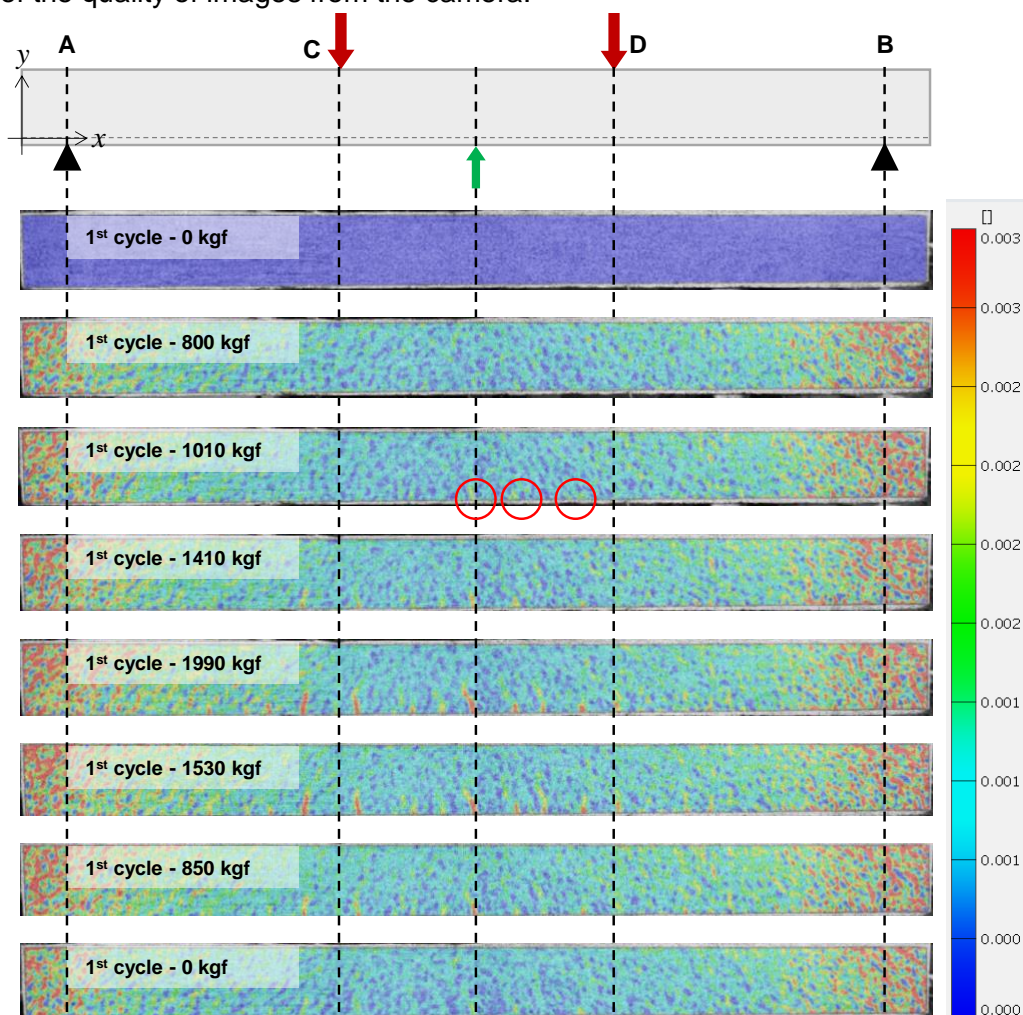 of the quality of images from the camera.
A
C
D
B
y
x
1st cycle - 0 kgf
1st cycle - 800 kgf
1st cycle - 1010 kgf
1st cycle - 1410 kgf
1st cycle - 1990 kgf
1st cycle - 1530 kgf
1st cycle - 850 kgf
1st cycle - 0 kgf
[]
0.003
0.003
0.002
0.002
0.002
0.002
0.001
0.001
0.001
0.000
0.000